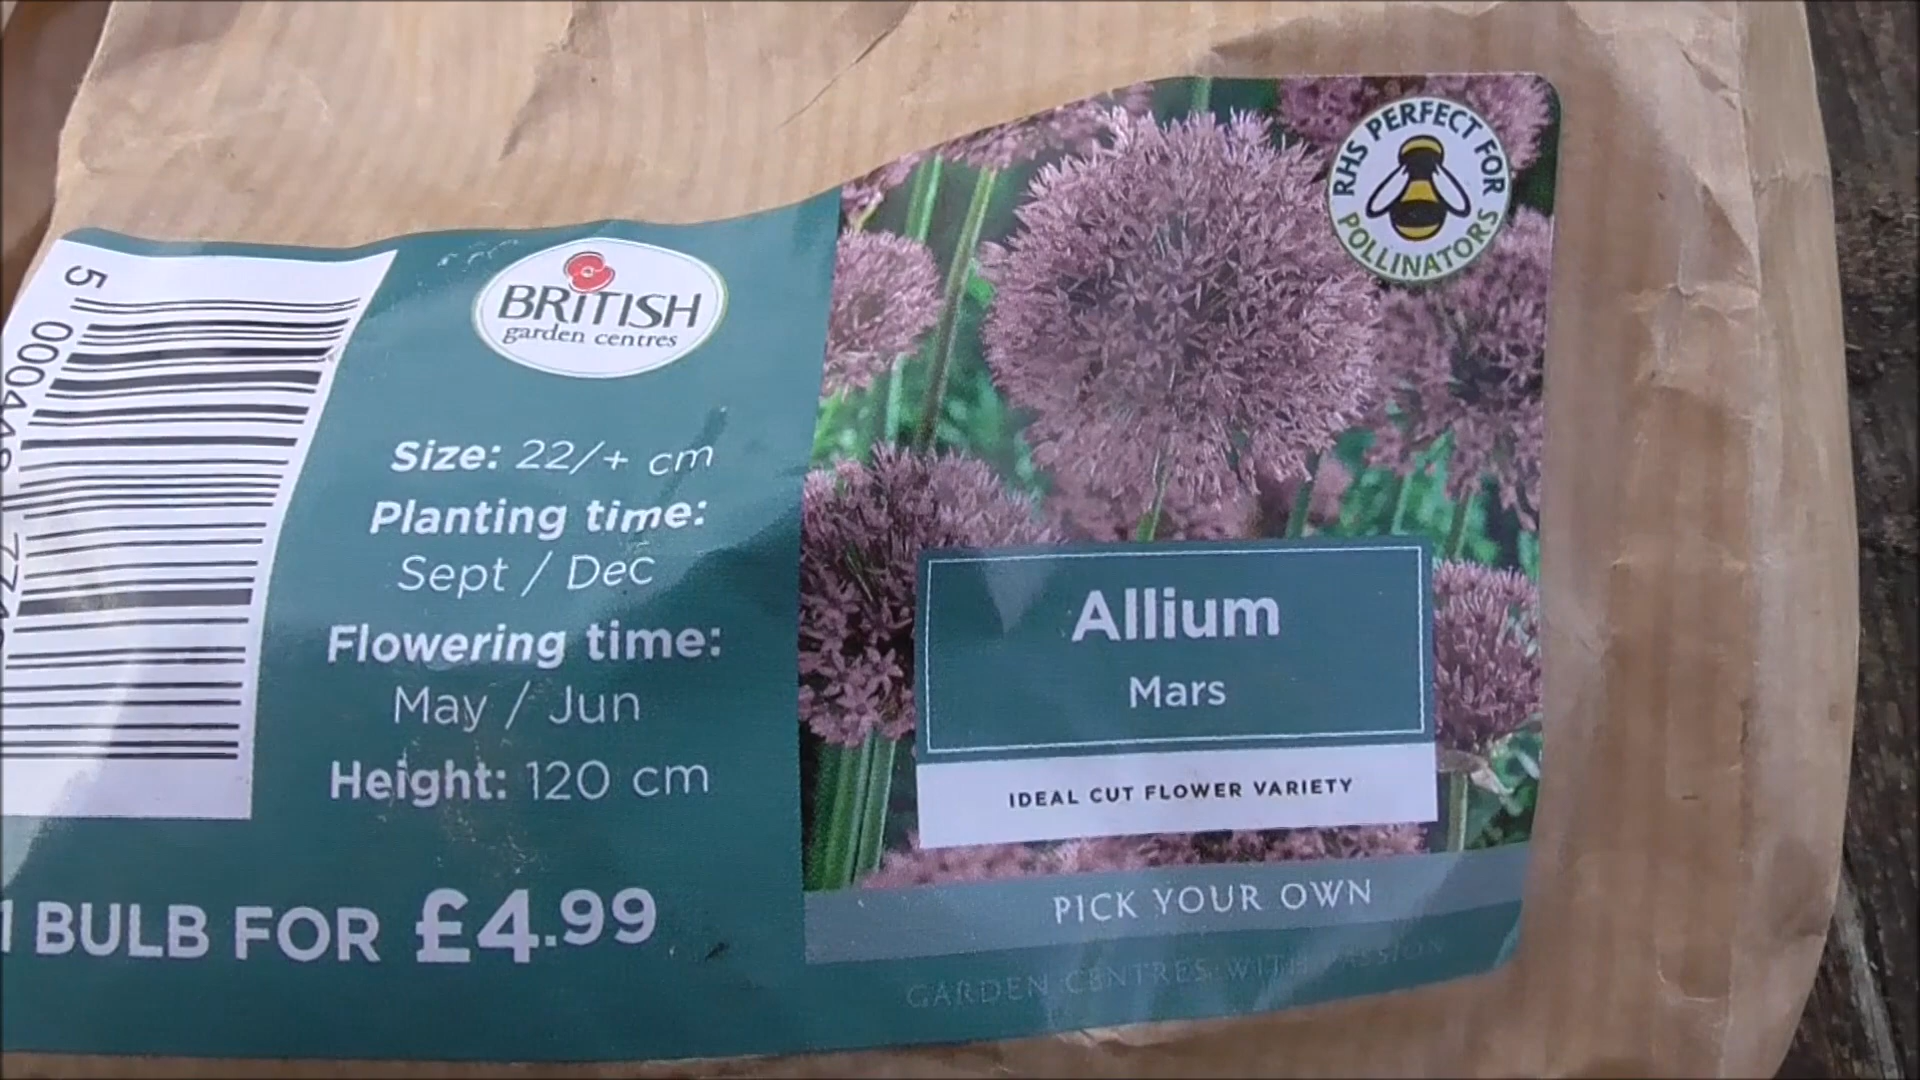 BRITISH
garden centres
Size: 22/+ cm
Planting time:
Sept / Dec
Flowering time:
May / Jun
Height: 120 cm
1 BULB FOR £4.99
RHS PERFECT FOR
POLLINATORS
Allium
Mars
IDEAL CUT FLOWER VARIETY
PICK YOUR OWN
GARDEN CENTRES WITH PASSION
5